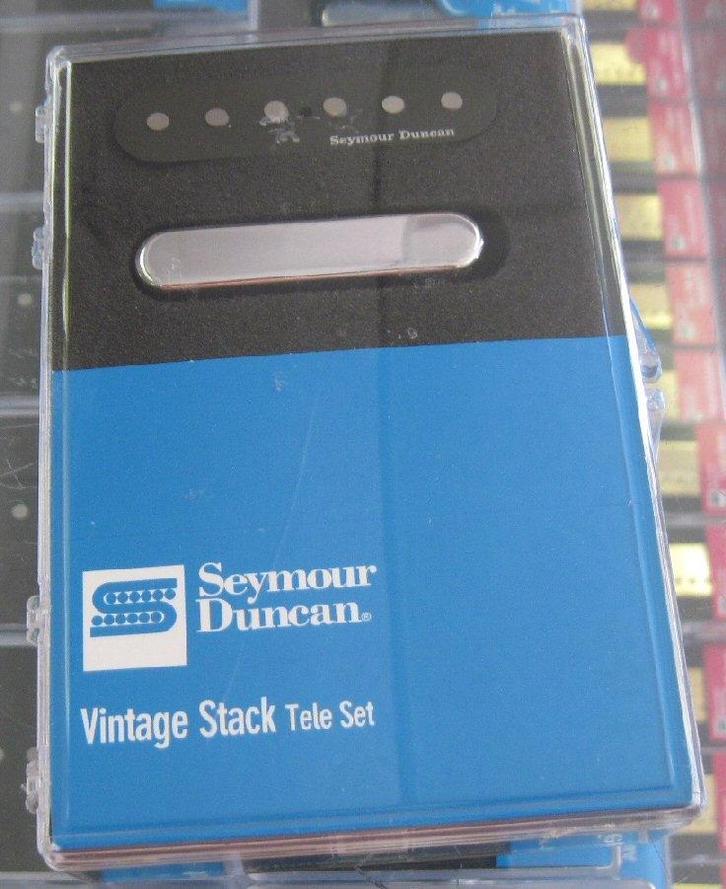 Seymour Duncan
Seymour
Duncan®
Vintage Stack Tele Set